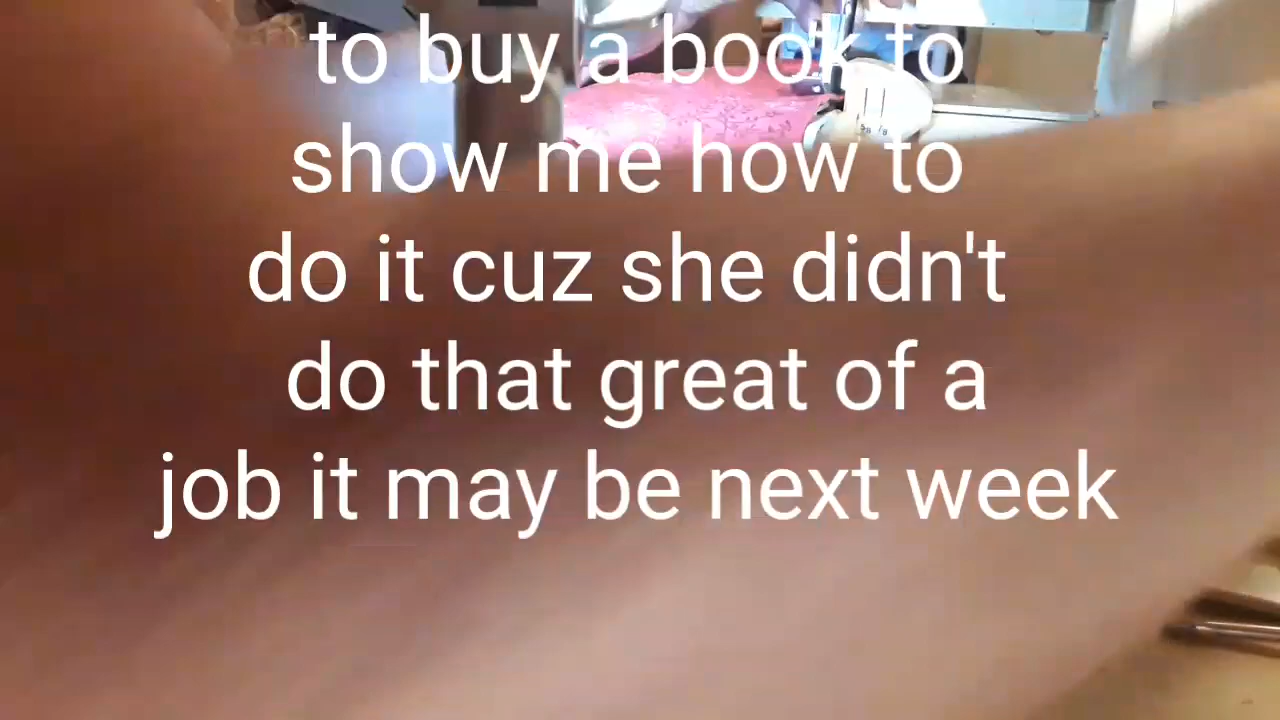 to buy a book to
show me how to
do it cuz she didn't
do that great of a
job it may be next week